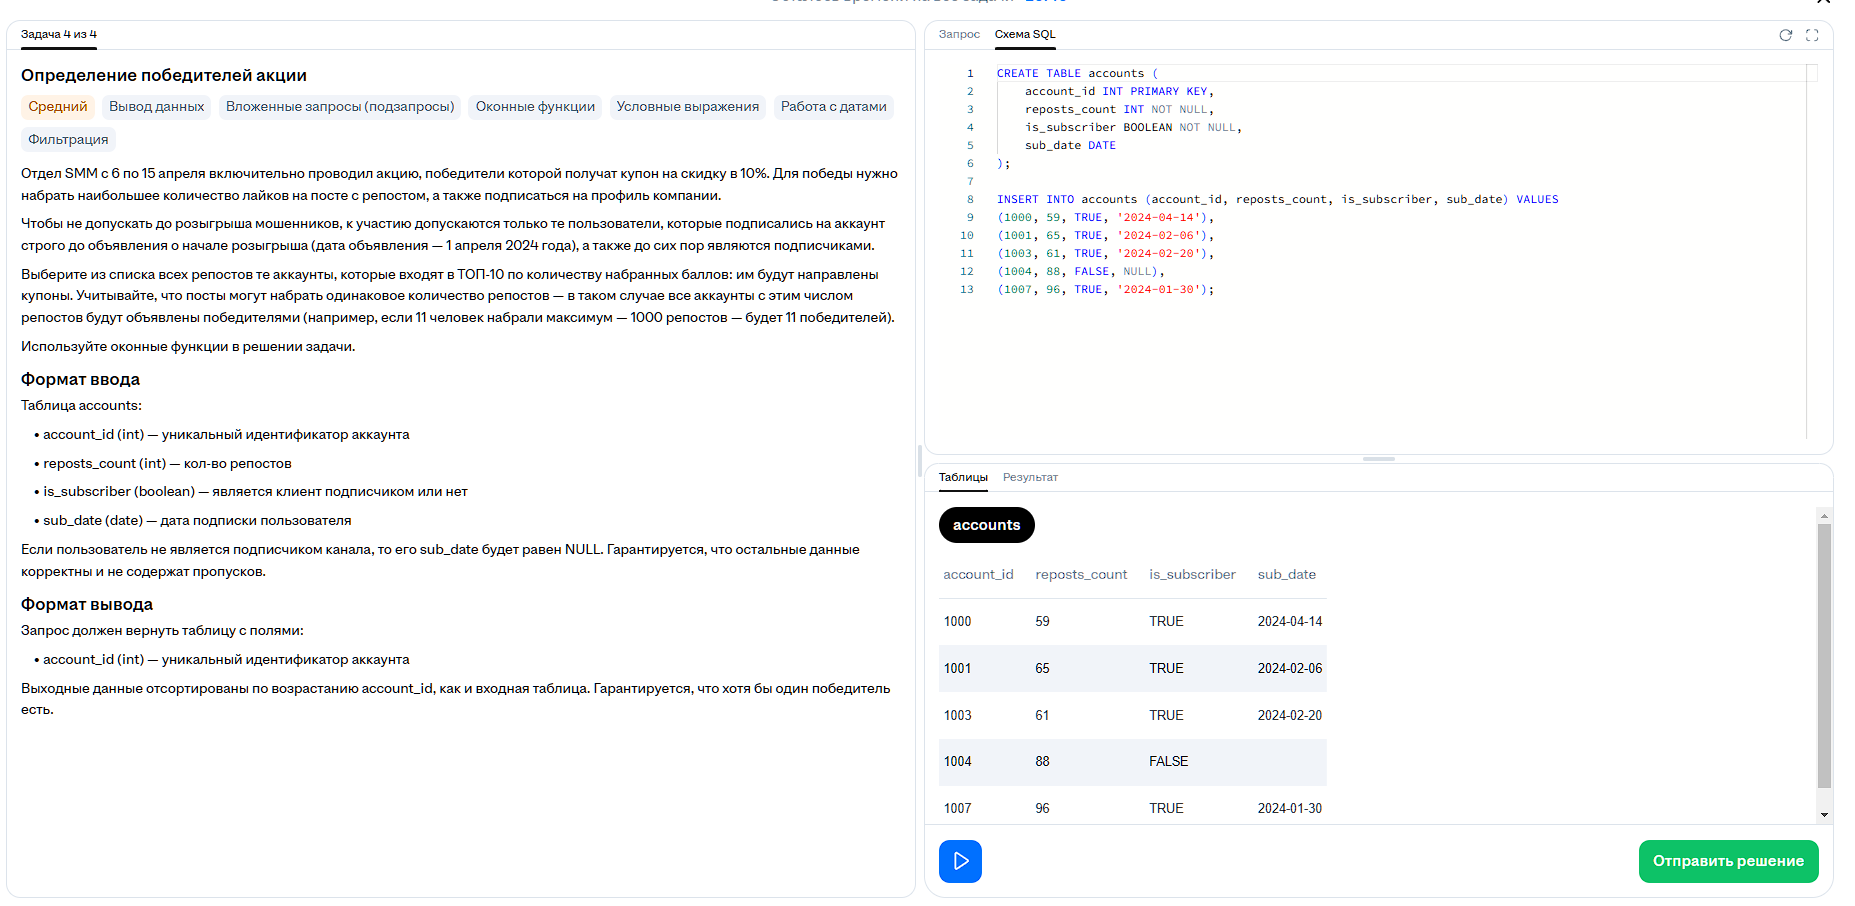 Задача 4 из 4
Определение победителей акции
Средний Вывод данных Вложенные запросы (подзапросы) Оконные функции Условные выражения Работа с датами
Фильтрация
Отдел SMM с 6 по 15 апреля включительно проводил акцию, победители которой получат купон на скидку в 10%. Для победы нужно
набрать наибольшее количество лайков на посте с репостом, а также подписаться на профиль компании.
Чтобы не допускать до розыгрыша мошенников, к участию допускаются только те пользователи, которые подписались на аккаунт
строго до объявления о начале розыгрыша (дата объявления — 1 апреля 2024 года), а также до сих пор являются подписчиками.
Выберите из списка всех репостов те аккаунты, которые входят в ТОП-10 по количеству набранных баллов: им будут направлены
купоны. Учитывайте, что посты могут набрать одинаковое количество репостов — в таком случае все аккаунты с этим числом
репостов будут объявлены победителями (например, если 11 человек набрали максимум — 1000 репостов — будет 11 победителей).
Используйте оконные функции в решении задачи.
Формат ввода
Таблица accounts:
• account_id (int) — уникальный идентификатор аккаунта
• reposts_count (int) — кол-во репостов
• is_subscriber (boolean) — является клиент подписчиком или нет
• sub_date (date) — дата подписки пользователя
Если пользователь не является подписчиком канала, то его sub_date будет равен NULL. Гарантируется, что остальные данные
корректны и не содержат пропусков.
Формат вывода
Запрос должен вернуть таблицу с полями:
• account_id (int) — уникальный идентификатор аккаунта
Выходные данные отсортированы по возрастанию account_id, как и входная таблица. Гарантируется, что хотя бы один победитель
есть.
Запрос Схема SQL
1 CREATE TABLE accounts (
2 account_id INT PRIMARY KEY,
3 reposts_count INT NOT NULL,
4 is_subscriber BOOLEAN NOT NULL,
5 sub_date DATE
6 );
7
8 INSERT INTO accounts (account_id, reposts_count, is_subscriber, sub_date) VALUES
9 (1000, 59, TRUE, '2024-04-14'),
10 (1001, 65, TRUE, '2024-02-06'),
11 (1003, 61, TRUE, '2024-02-20'),
12 (1004, 88, FALSE, NULL),
13 (1007, 96, TRUE, '2024-01-30');
Таблицы Результат
accounts
account_id reposts_count is_subscriber sub_date
1000 59 TRUE 2024-04-14
1001 65 TRUE 2024-02-06
1003 61 TRUE 2024-02-20
1004 88 FALSE
1007 96 TRUE 2024-01-30
Отправить решение